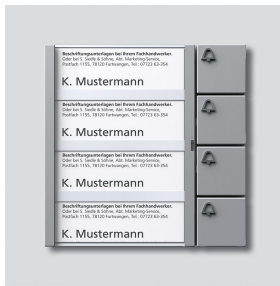 Beschriftungsunterlagen bei Ihrem Fachhandwerker.
Oder bei S. Siedle & Söhne, Abt. Marketing-Service,
Postfach 1155, 78120 Furtwangen, Tel.: 07723 63-354
K. Mustermann
Beschriftungsunterlagen bei Ihrem Fachhandwerker.
Oder bei S. Siedle & Söhne, Abt. Marketing-Service,
Postfach 1155, 78120 Furtwangen, Tel.: 07723 63-354
K. Mustermann
Beschriftungsunterlagen bei Ihrem Fachhandwerker.
Oder bei S. Siedle & Söhne, Abt. Marketing-Service,
Postfach 1155, 78120 Furtwangen, Tel.: 07723 63-354
K. Mustermann
Beschriftungsunterlagen bei Ihrem Fachhandwerker.
Oder bei S. Siedle & Söhne, Abt. Marketing-Service,
Postfach 1155, 78120 Furtwangen, Tel.: 07723 63-354
K. Mustermann